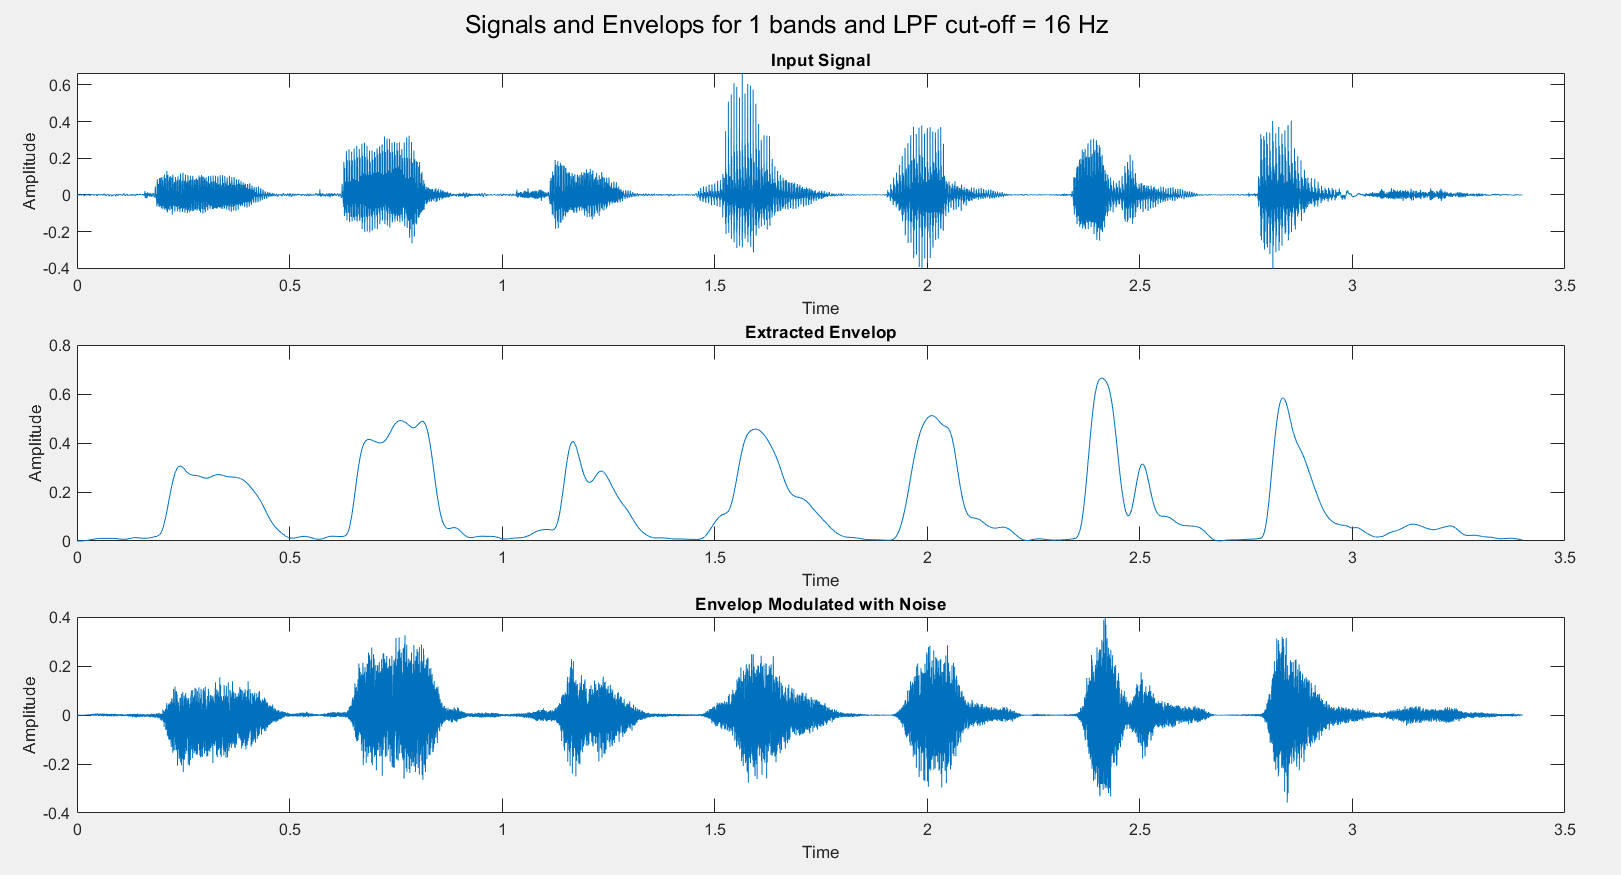 Signals and Envelops for 1 bands and LPF cut-off = 16 Hz
Input Signal
Amplitude
0.6
0.4
0.2
0
-0.2
-0.4
0 0.5 1 1.5 2 2.5 3 3.5
Time
Extracted Envelop
Amplitude
0.8
0.6
0.4
0.2
0
0 0.5 1 1.5 2 2.5 3 3.5
Time
Envelop Modulated with Noise
Amplitude
0.4
0.2
0
-0.2
-0.4
0 0.5 1 1.5 2 2.5 3 3.5
Time